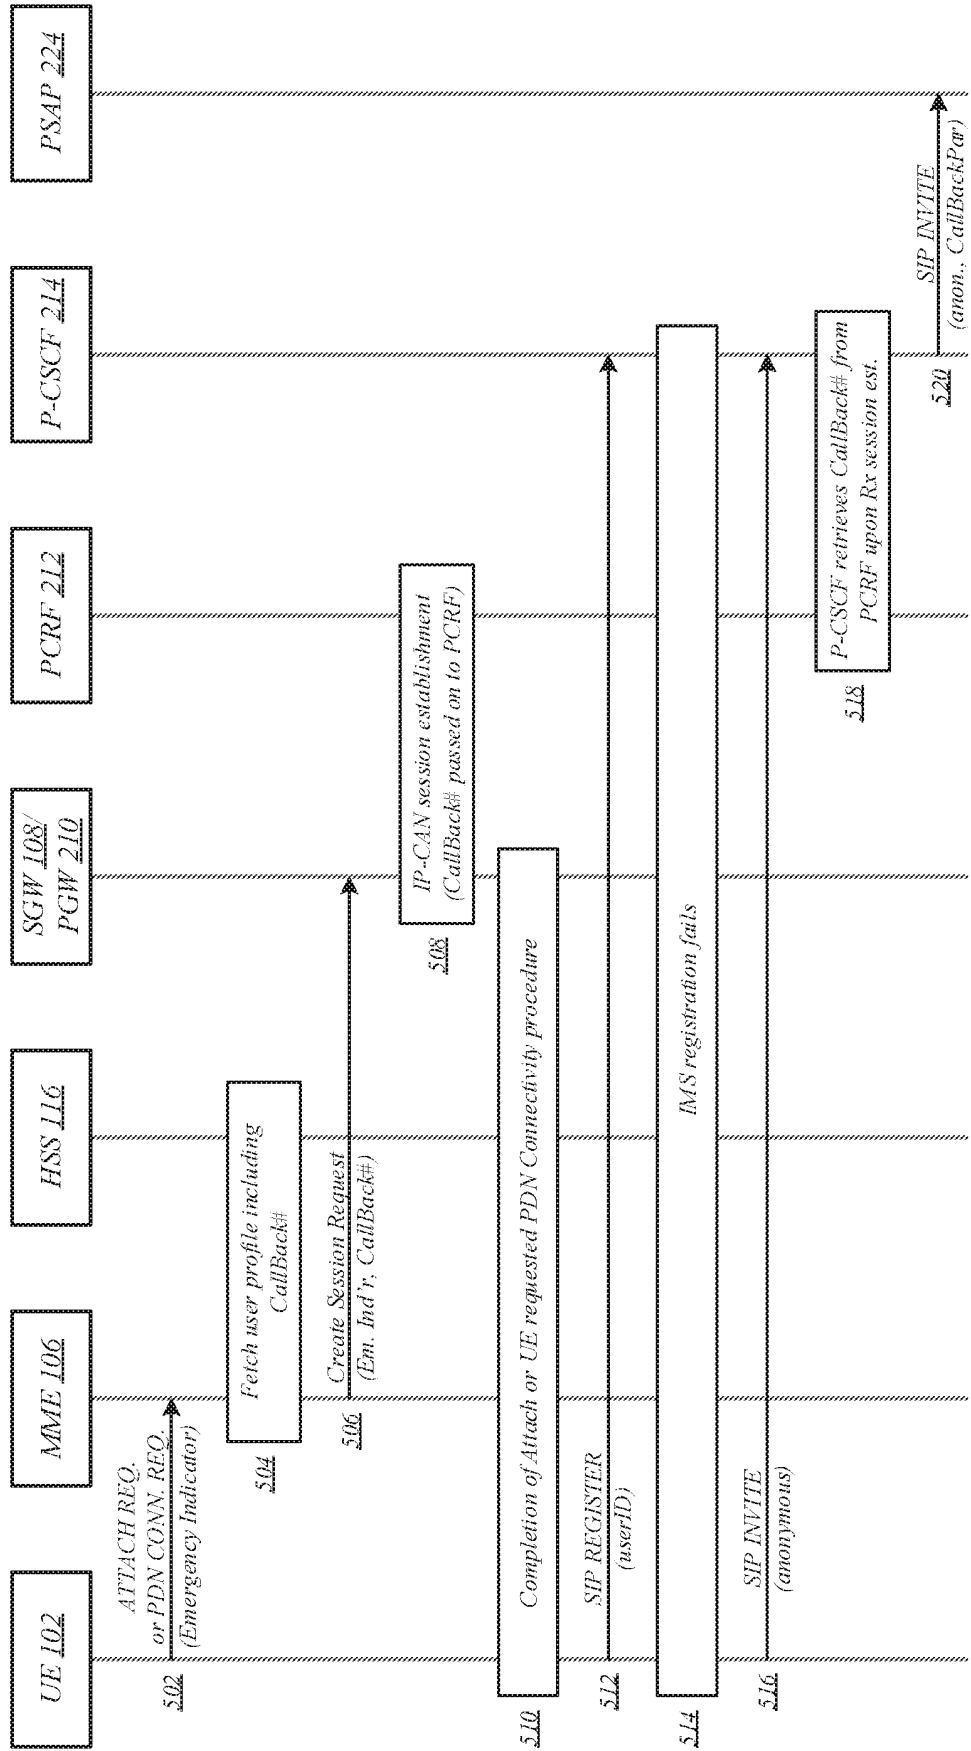 UE 102
MME 106
HSS 116
SGW 108/
PGW 210
PCRF 212
P-CSCF 214
PSAP 224
ATTACH REQ.
or PDN CONN. REQ.
(Emergency Indicator)
502
Fetch user profile including
CallBack#
504
Create Session Request
(Em. Ind'r, CallBack#)
506
IP-CAN session establishment
(CallBack# passed on to PCRF)
508
Completion of Attach or UE requested PDN Connectivity procedure
510
SIP REGISTER
(userID)
512
IMS registration fails
514
SIP INVITE
(anonymous)
516
P-CSCF retrieves CallBack# from
PCRF upon Rx session est.
518
SIP INVITE
(anon., CallBackPar)
520